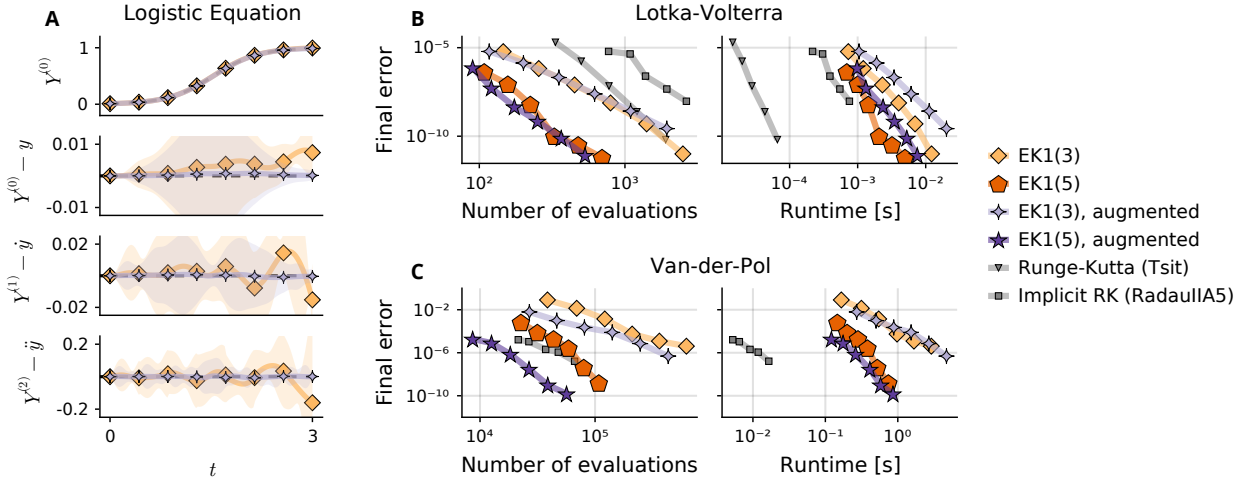 A
Logistic Equation
Y^(0)
1
0
Y^(0) − y
0.01
-0.01
Y^(1) − ẏ
0.02
-0.02
Y^(2) − ÿ
0.2
-0.2
0
3
t
B
Lotka-Volterra
Final error
10^−5
10^−10
10^2
10^3
Number of evaluations
10^−4
10^−3
10^−2
Runtime [s]
C
Van-der-Pol
Final error
10^−2
10^−6
10^−10
10^4
10^5
Number of evaluations
10^−2
10^−1
10^0
Runtime [s]
EK1(3)
EK1(5)
EK1(3), augmented
EK1(5), augmented
Runge-Kutta (Tsit)
Implicit RK (RadauIIA5)